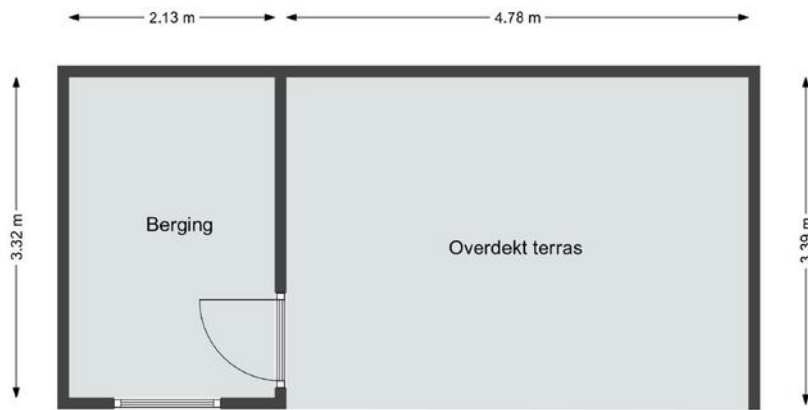 2.13 m
4.78 m
3.32 m
Berging
Overdekt terras
3.39 m